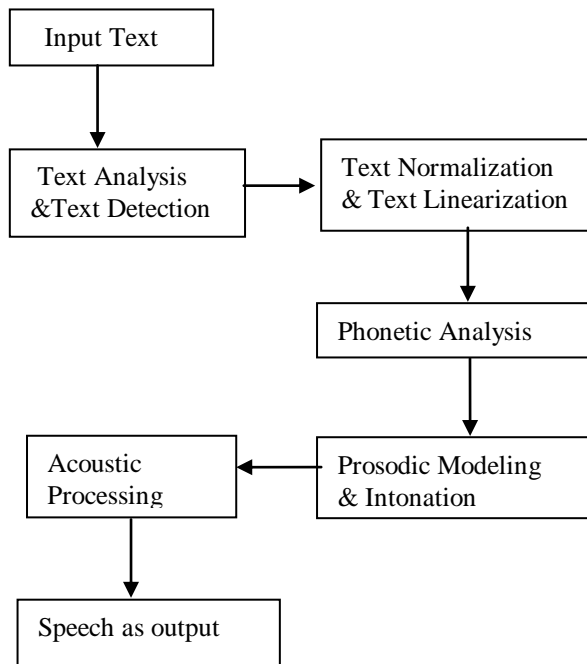 Input Text
Text Analysis
&Text Detection
Text Normalization
& Text Linearization
Phonetic Analysis
Prosodic Modeling
& Intonation
Acoustic
Processing
Speech as output